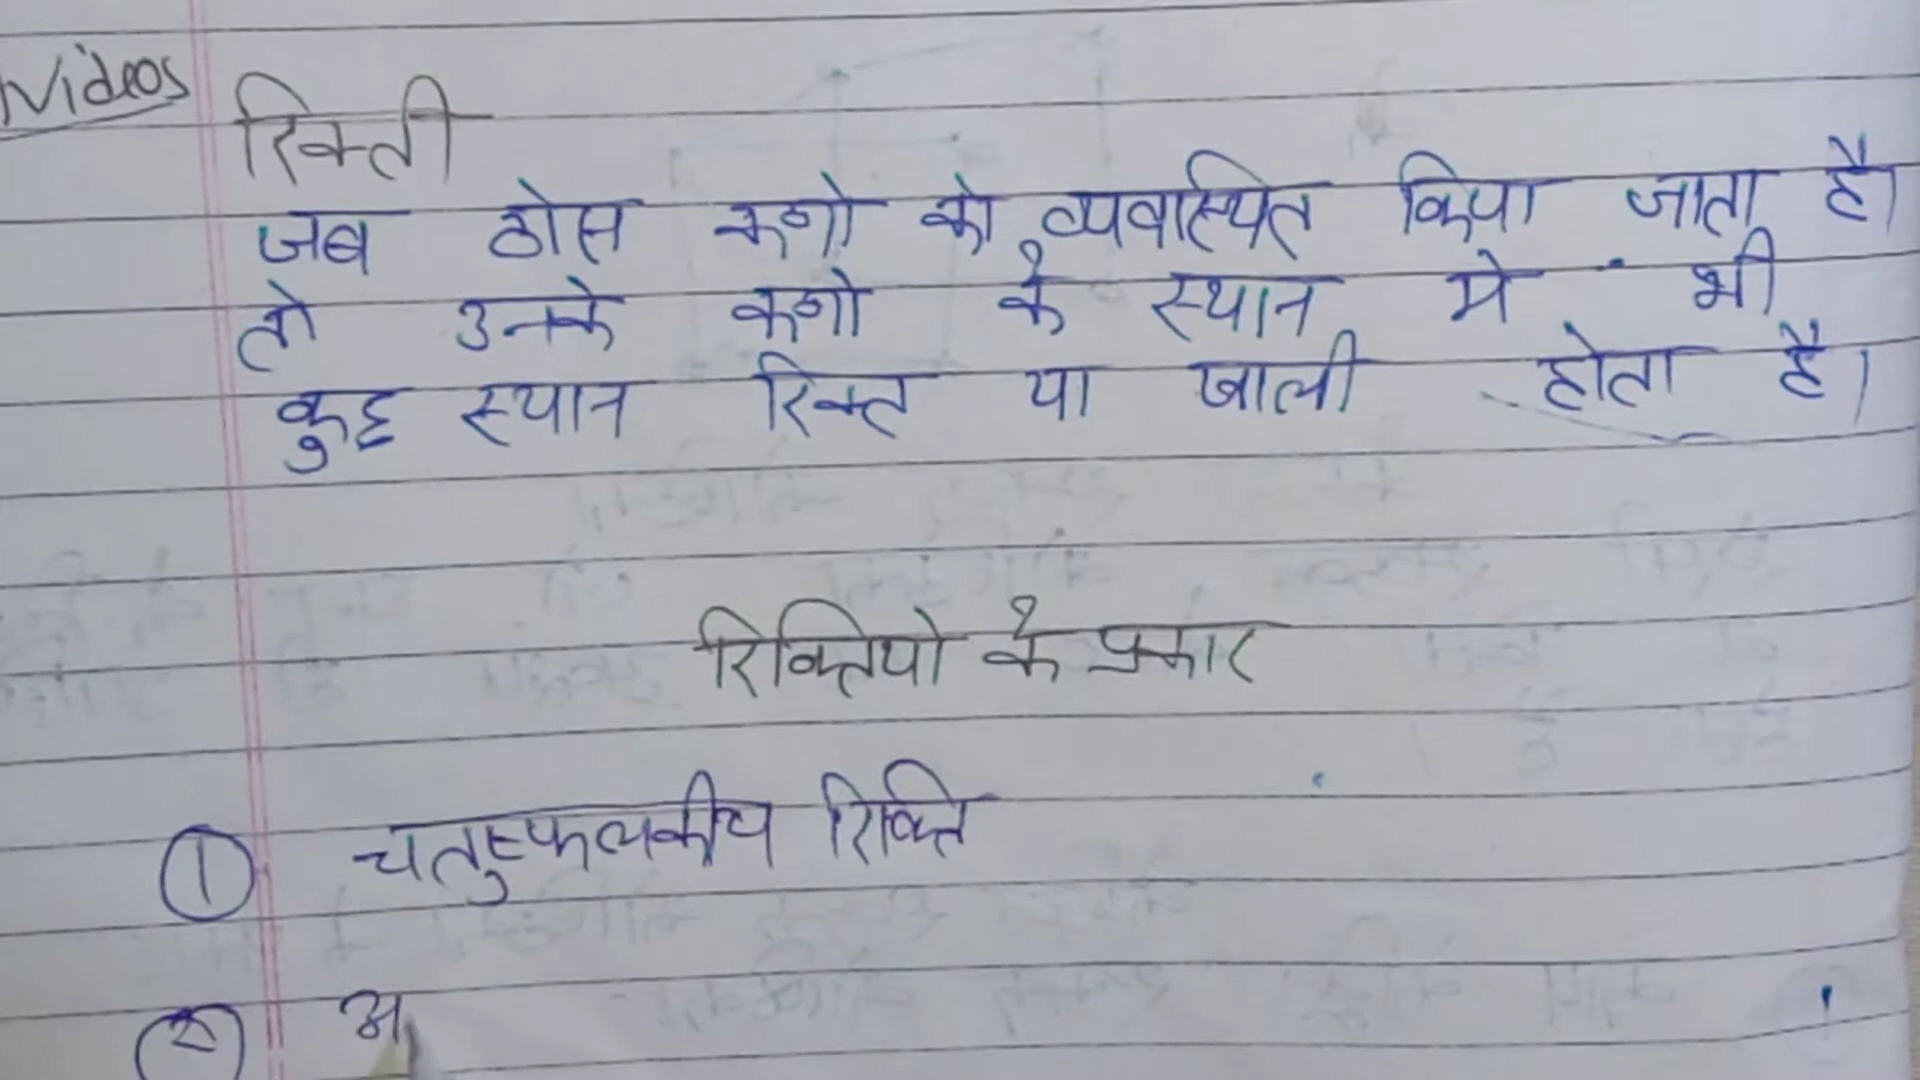 Videos
रिक्ती
जब ठोस कणो को व्यवस्थित किया जाता है।
तो उनके कणो के स्थान मे भी
कुछ स्थान रिक्त या खाली होता है।
रिक्तियो के प्रकार
① चतुष्फलकीय रिक्ति
② अ